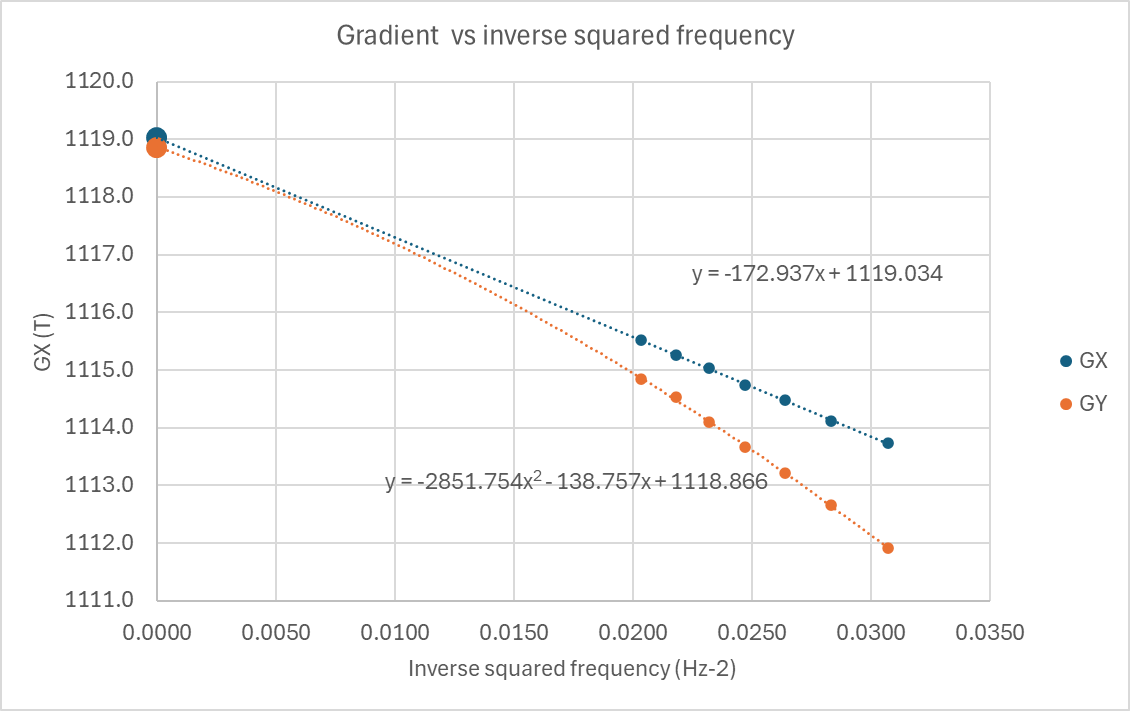 Gradient  vs inverse squared frequency
1120.0
1119.0
1118.0
1117.0
1116.0
1115.0
1114.0
1113.0
1112.0
1111.0
GX (T)
y = -172.937x + 1119.034
y = -2851.754x² - 138.757x + 1118.866
GX
GY
0.0000 0.0050 0.0100 0.0150 0.0200 0.0250 0.0300 0.0350
Inverse squared frequency (Hz-2)